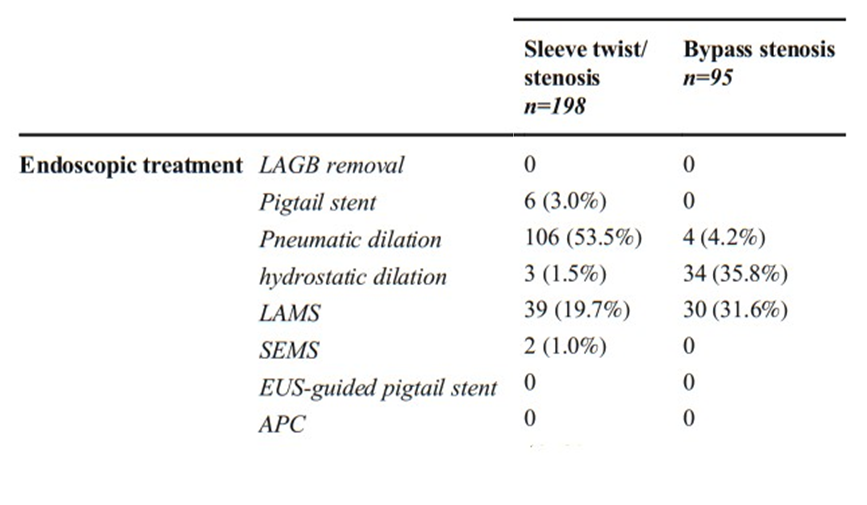 Sleeve twist/ Bypass stenosis
stenosis n=95
n=198
Endoscopic treatment LAGB removal 0 0
Pigtail stent 6 (3.0%) 0
Pneumatic dilation 106 (53.5%) 4 (4.2%)
hydrostatic dilation 3 (1.5%) 34 (35.8%)
LAMS 39 (19.7%) 30 (31.6%)
SEMS 2 (1.0%) 0
EUS-guided pigtail stent 0 0
APC 0 0